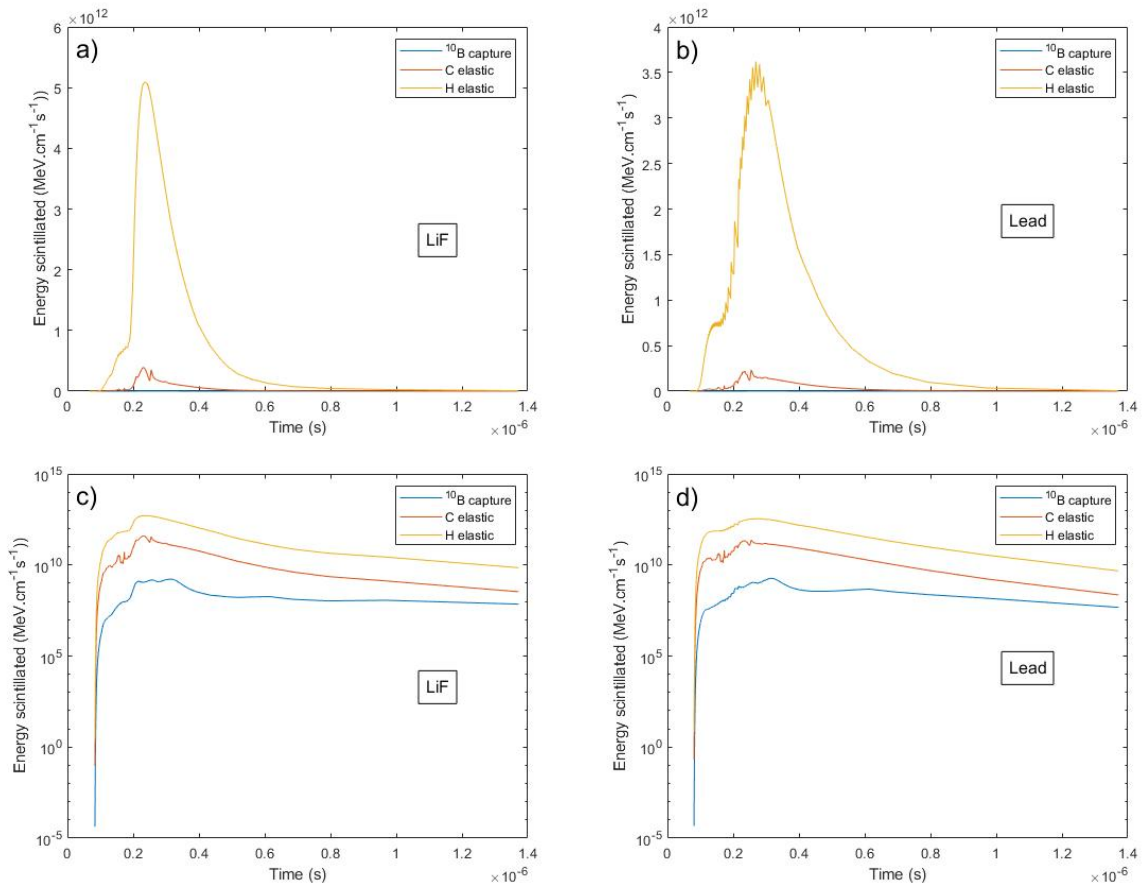 × 10¹²
a)
¹⁰B capture
C elastic
H elastic
LiF
Energy scintillated (MeV.cm⁻¹s⁻¹))
6
5
4
3
2
1
0
0 0.2 0.4 0.6 0.8 1 1.2 1.4
Time (s)
× 10⁻⁶
× 10¹²
b)
¹⁰B capture
C elastic
H elastic
Lead
Energy scintillated (MeV.cm⁻¹s⁻¹)
4
3.5
3
2.5
2
1.5
1
0.5
0
0 0.2 0.4 0.6 0.8 1 1.2 1.4
Time (s)
× 10⁻⁶
c)
¹⁰B capture
C elastic
H elastic
LiF
Energy scintillated (MeV.cm⁻¹s⁻¹))
10¹⁵
10¹⁰
10⁵
10⁰
10⁻⁵
0 0.2 0.4 0.6 0.8 1 1.2 1.4
Time (s)
× 10⁻⁶
d)
¹⁰B capture
C elastic
H elastic
Lead
Energy scintillated (MeV.cm⁻¹s⁻¹)
10¹⁵
10¹⁰
10⁵
10⁰
10⁻⁵
0 0.2 0.4 0.6 0.8 1 1.2 1.4
Time (s)
× 10⁻⁶